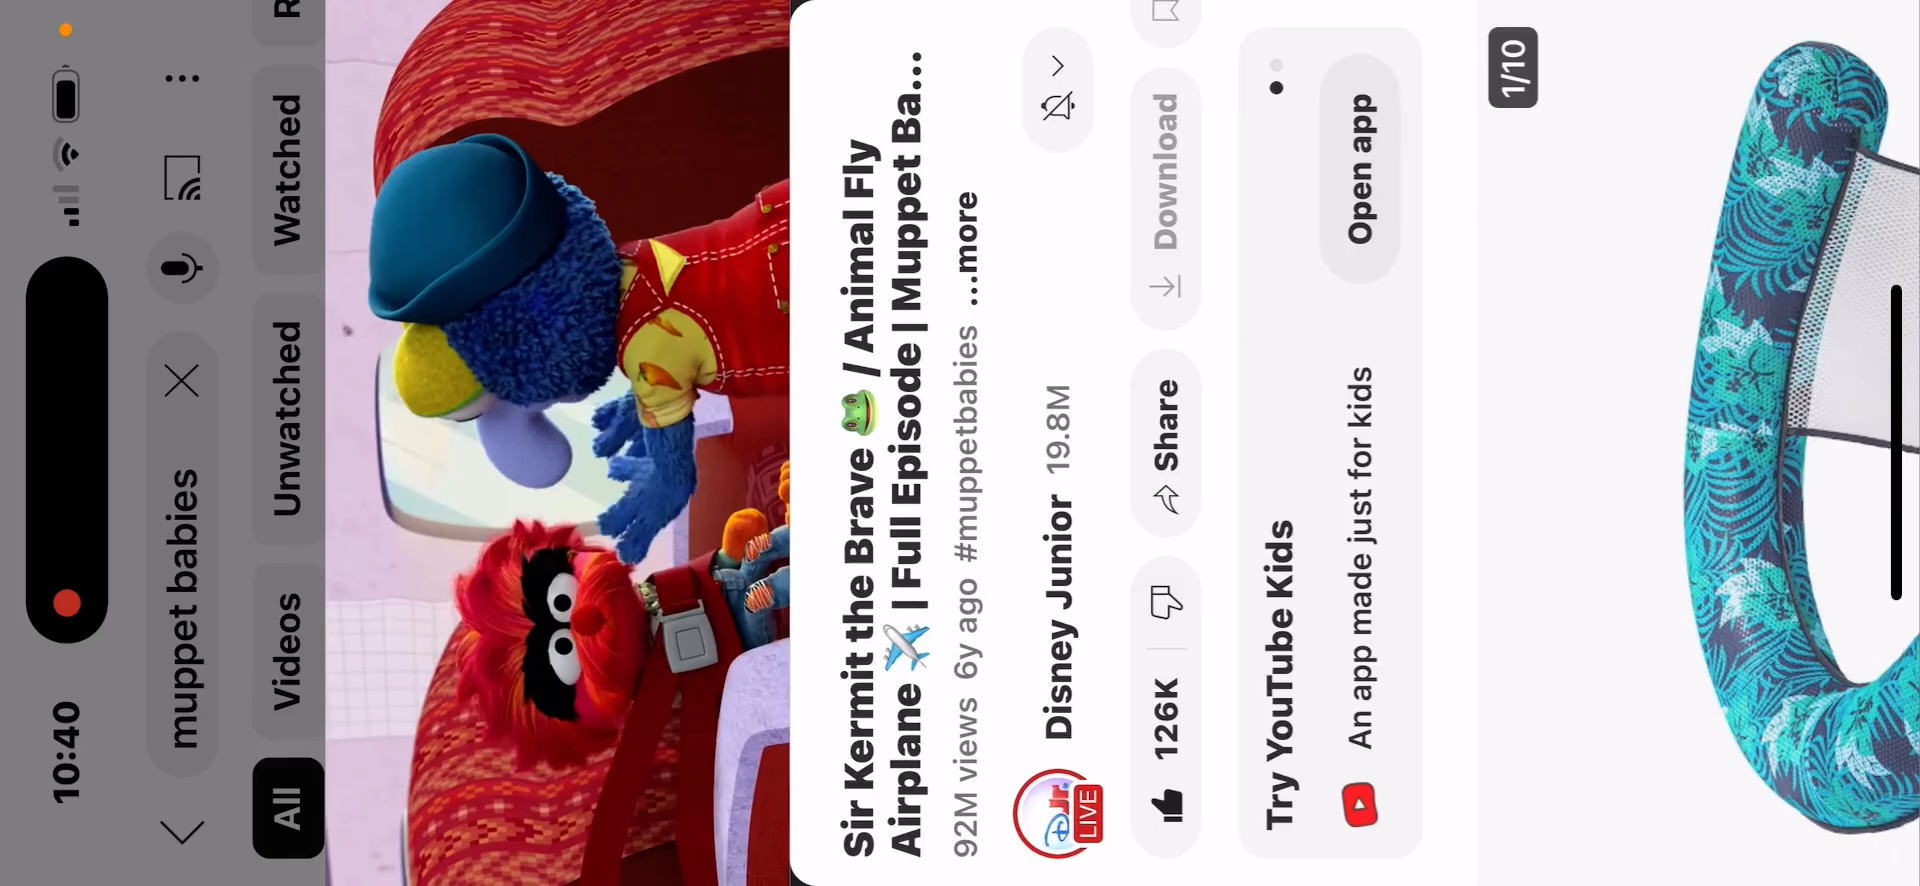 10:40
muppet babies
All
Videos
Unwatched
Watched
Sir Kermit the Brave 🐸 / Animal Fly
Airplane ✈️ | Full Episode | Muppet Ba...
92M views 6y ago #muppetbabies ...more
Disney Junior 19.8M
LIVE
126K
Share
Download
Try YouTube Kids
An app made just for kids
Open app
1/10